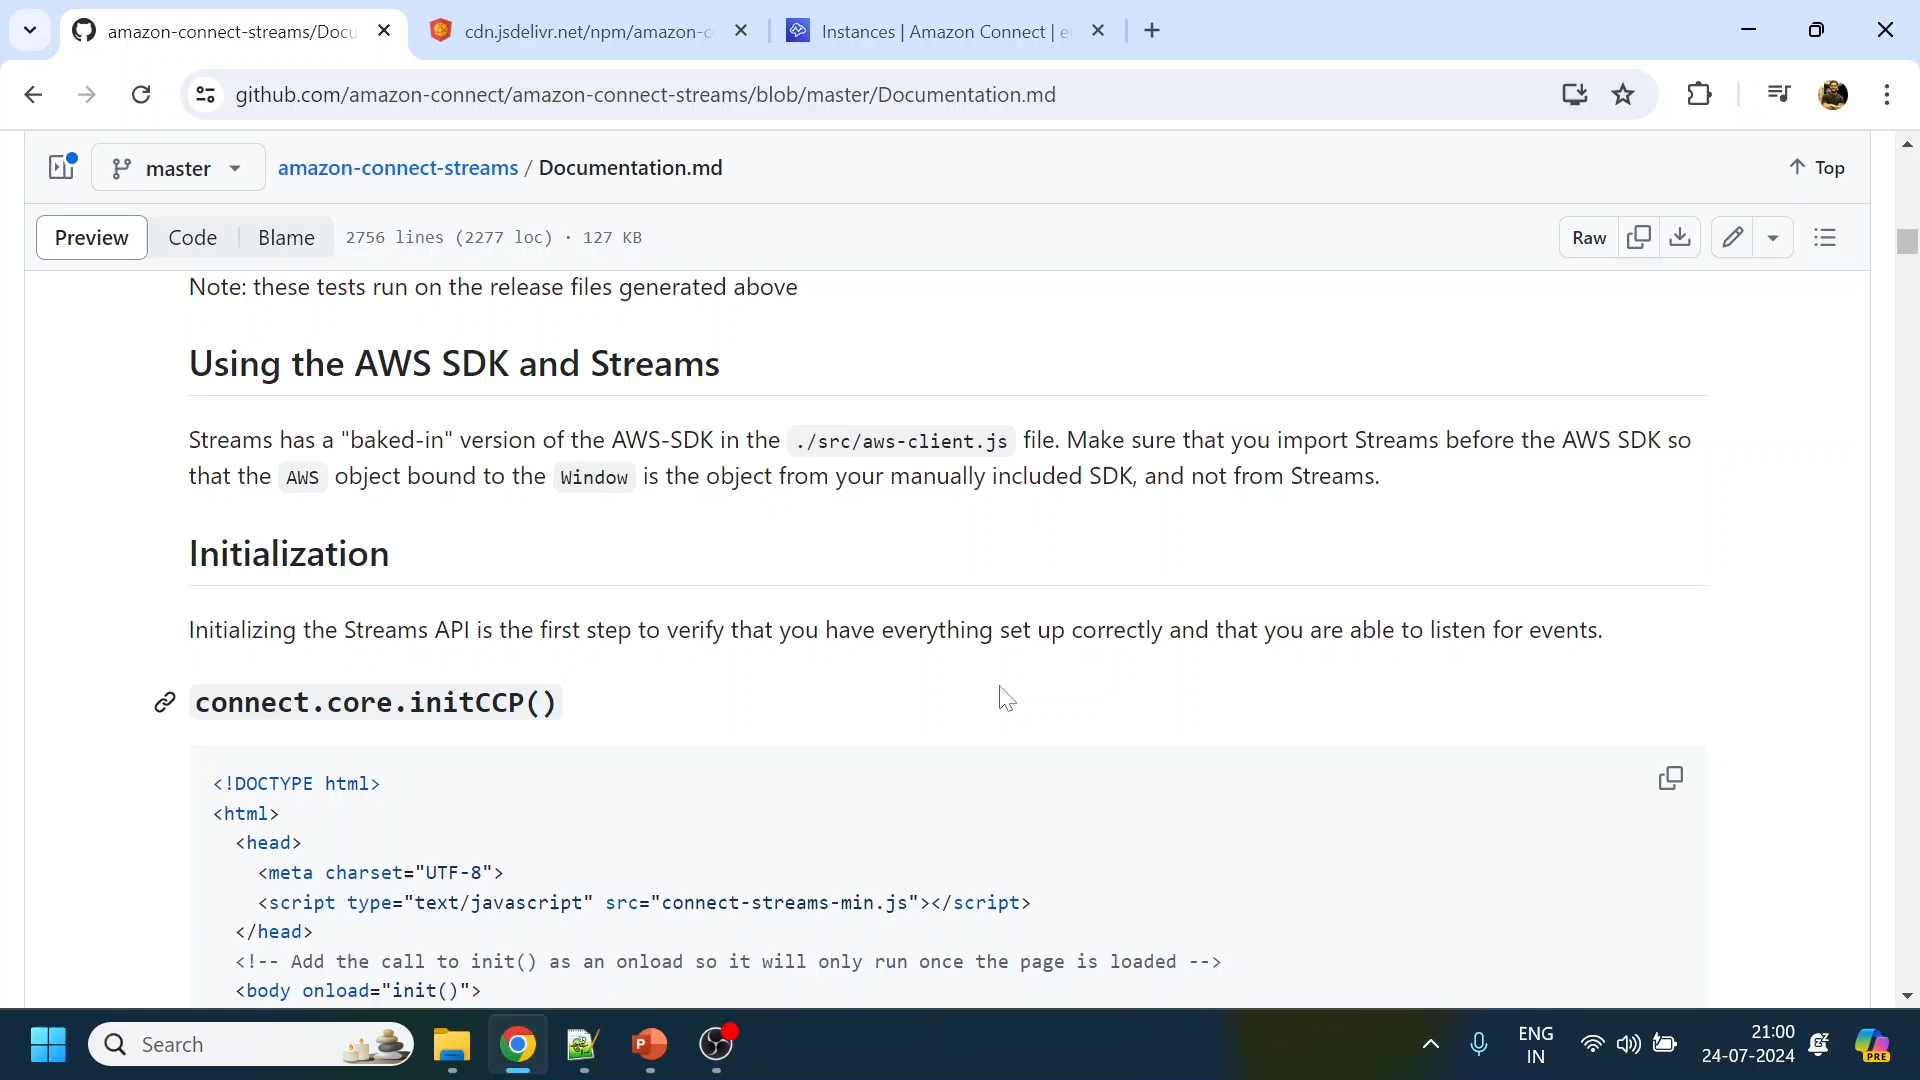 amazon-connect-streams/Docu
cdn.jsdelivr.net/npm/amazon-c
Instances | Amazon Connect | e
github.com/amazon-connect/amazon-connect-streams/blob/master/Documentation.md
master
amazon-connect-streams / Documentation.md
Top
Preview
Code
Blame
2756 lines (2277 loc) · 127 KB
Raw
Note: these tests run on the release files generated above
Using the AWS SDK and Streams
Streams has a "baked-in" version of the AWS-SDK in the ./src/aws-client.js file. Make sure that you import Streams before the AWS SDK so
that the AWS object bound to the Window is the object from your manually included SDK, and not from Streams.
Initialization
Initializing the Streams API is the first step to verify that you have everything set up correctly and that you are able to listen for events.
connect.core.initCCP()
<!DOCTYPE html>
<html>
<head>
<meta charset="UTF-8">
<script type="text/javascript" src="connect-streams-min.js"></script>
</head>
<!-- Add the call to init() as an onload so it will only run once the page is loaded -->
<body onload="init()">
Search
ENG
IN
21:00
24-07-2024
PRE